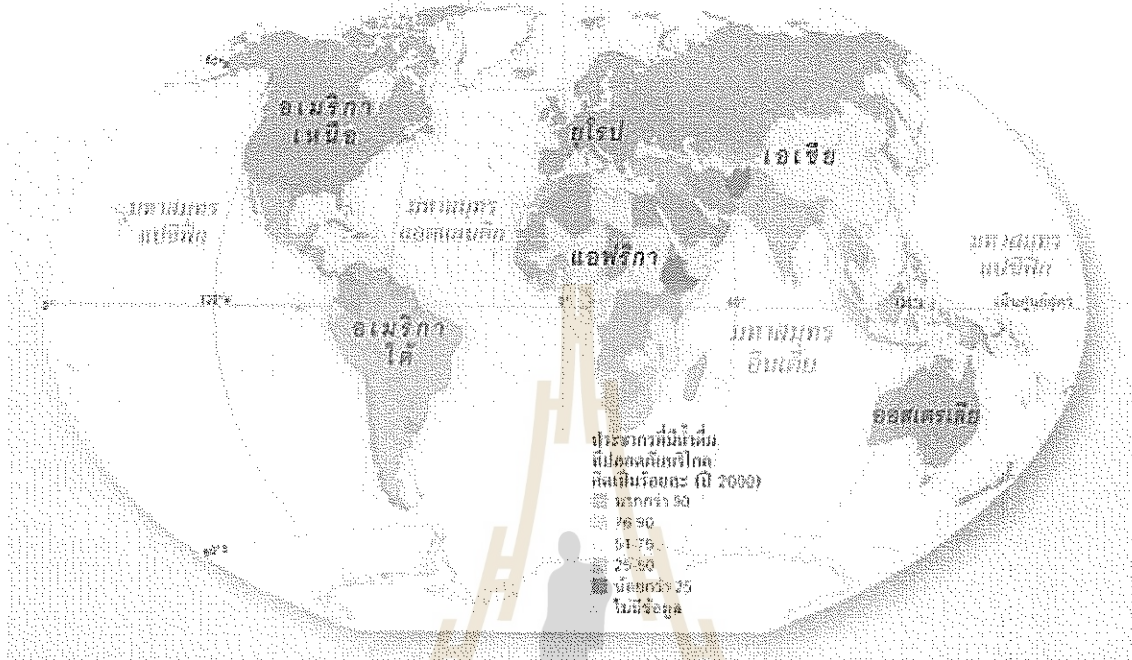 อเมริกา
เหนือ
ยุโรป
เอเชีย
มหาสมุทร
แปซิฟิก
มหาสมุทร
แอตแลนติก
แอฟริกา
มหาสมุทร
แปซิฟิก
เส้นศูนย์สูตร
อเมริกา
ใต้
มหาสมุทร
อินเดีย
ออสเตรเลีย
ประชากรที่มีน้ำดื่ม
ที่ปลอดภัยบริโภค
คิดเป็นร้อยละ (ปี 2000)
มากกว่า 90
76-90
51-75
25-50
น้อยกว่า 25
ไม่มีข้อมูล